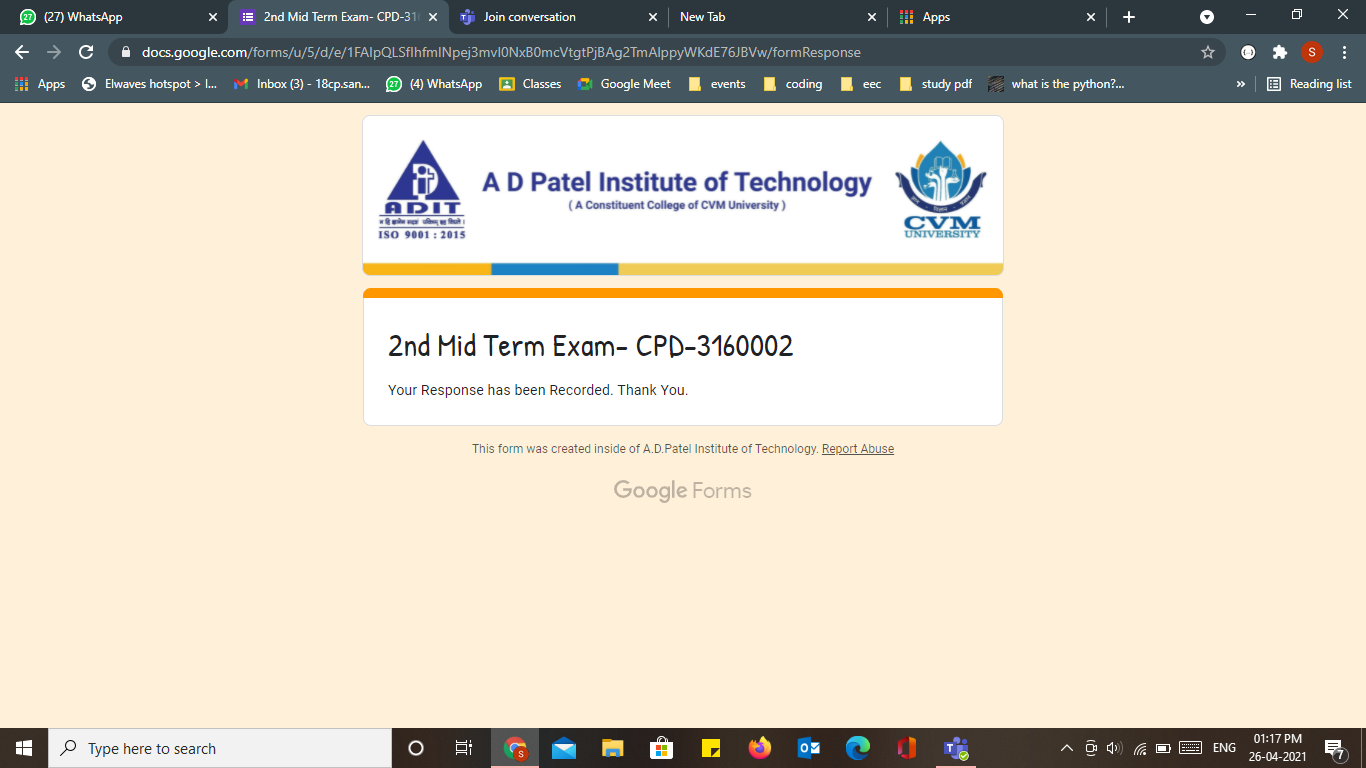 (27) WhatsApp
2nd Mid Term Exam- CPD-31
Join conversation
New Tab
Apps
docs.google.com/forms/u/5/d/e/1FAIpQLSfIhfmINpej3mvI0NxB0mcVtgtPjBAg2TmAIppyWKdE76JBVw/formResponse
S
Apps
Elwaves hotspot > l...
Inbox (3) - 18cp.san...
(4) WhatsApp
Classes
Google Meet
events
coding
eec
study pdf
what is the python?...
»
Reading list
ADIT
ISO 9001 : 2015
A D Patel Institute of Technology
( A Constituent College of CVM University )
CVM
UNIVERSITY
2nd Mid Term Exam- CPD-3160002
Your Response has been Recorded. Thank You.
This form was created inside of A.D.Patel Institute of Technology. Report Abuse
Google Forms
Type here to search
S
ENG
01:17 PM
26-04-2021
7